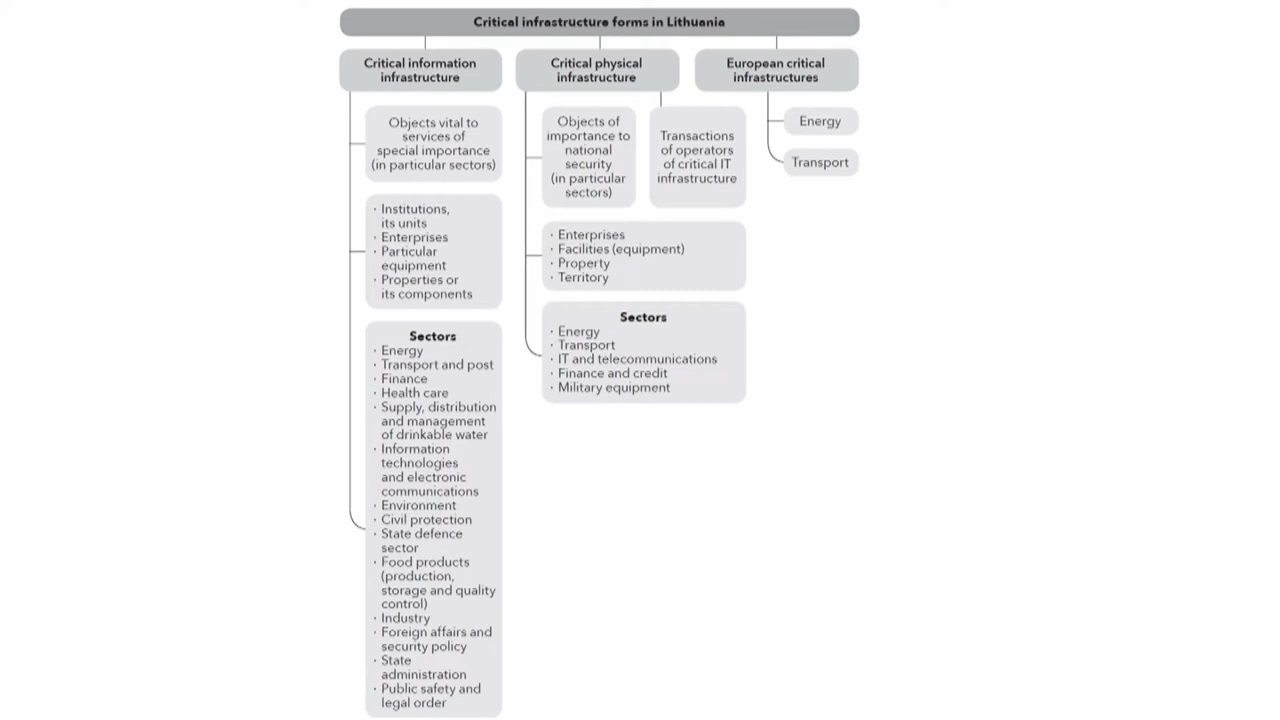 Critical infrastructure forms in Lithuania
Critical information
infrastructure
Objects vital to
services of
special importance
(in particular sectors)
· Institutions,
its units
· Enterprises
· Particular
equipment
· Properties or
its components
Sectors
· Energy
· Transport and post
· Finance
· Health care
· Supply, distribution
and management
of drinkable water
· Information
technologies
and electronic
communications
· Environment
· Civil protection
· State defence
sector
· Food products
(production,
storage and quality
control)
· Industry
· Foreign affairs and
security policy
· State
administration
· Public safety and
legal order
Critical physical
infrastructure
Objects of
importance to
national
security
(in particular
sectors)
Transactions
of operators
of critical IT
infrastructure
· Enterprises
· Facilities (equipment)
· Property
· Territory
Sectors
· Energy
· Transport
· IT and telecommunications
· Finance and credit
· Military equipment
European critical
infrastructures
Energy
Transport